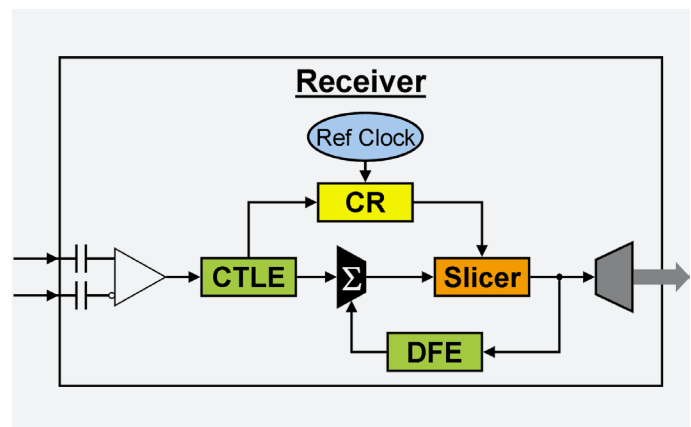 Receiver
Ref Clock
CR
CTLE
Σ
Slicer
DFE